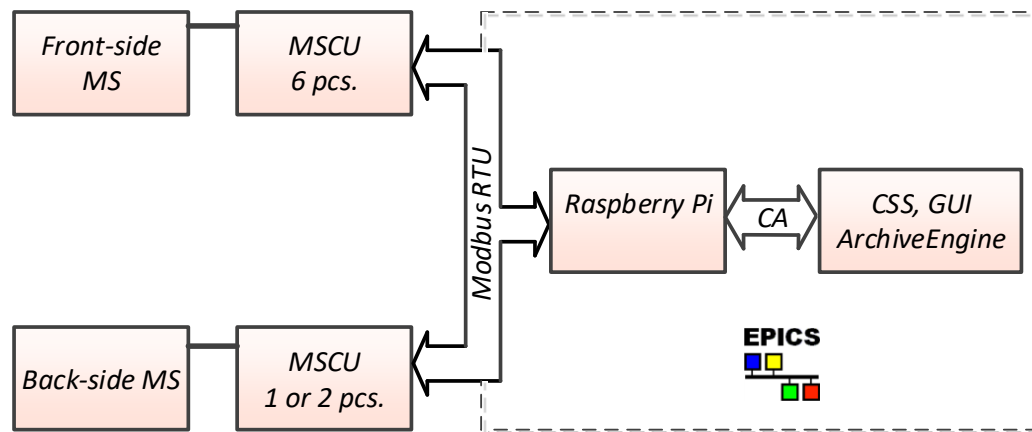 Front-side
MS
MSCU
6 pcs.
Modbus RTU
Raspberry Pi
CA
CSS, GUI
ArchiveEngine
Back-side MS
MSCU
1 or 2 pcs.
EPICS